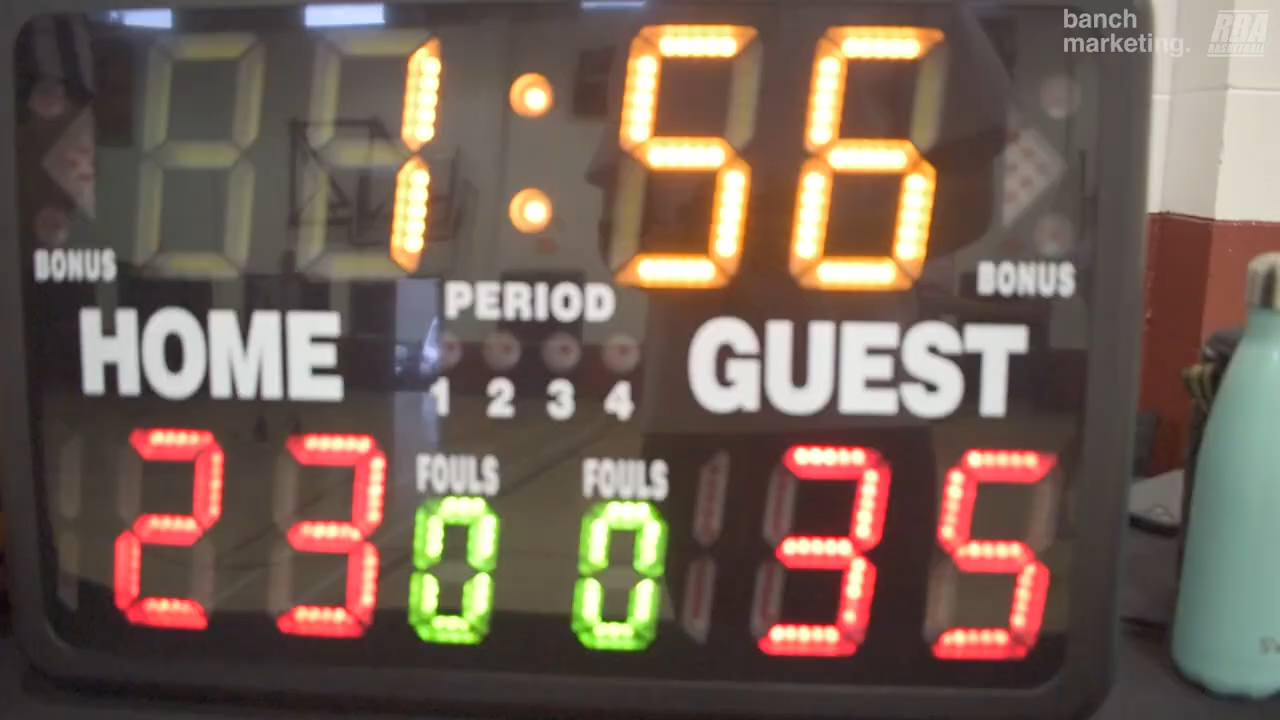 banch
marketing.
RBA
BASKETBALL
1:56
BONUS
BONUS
PERIOD
HOME
GUEST
1 2 3 4
FOULS
FOULS
23
0
0
35